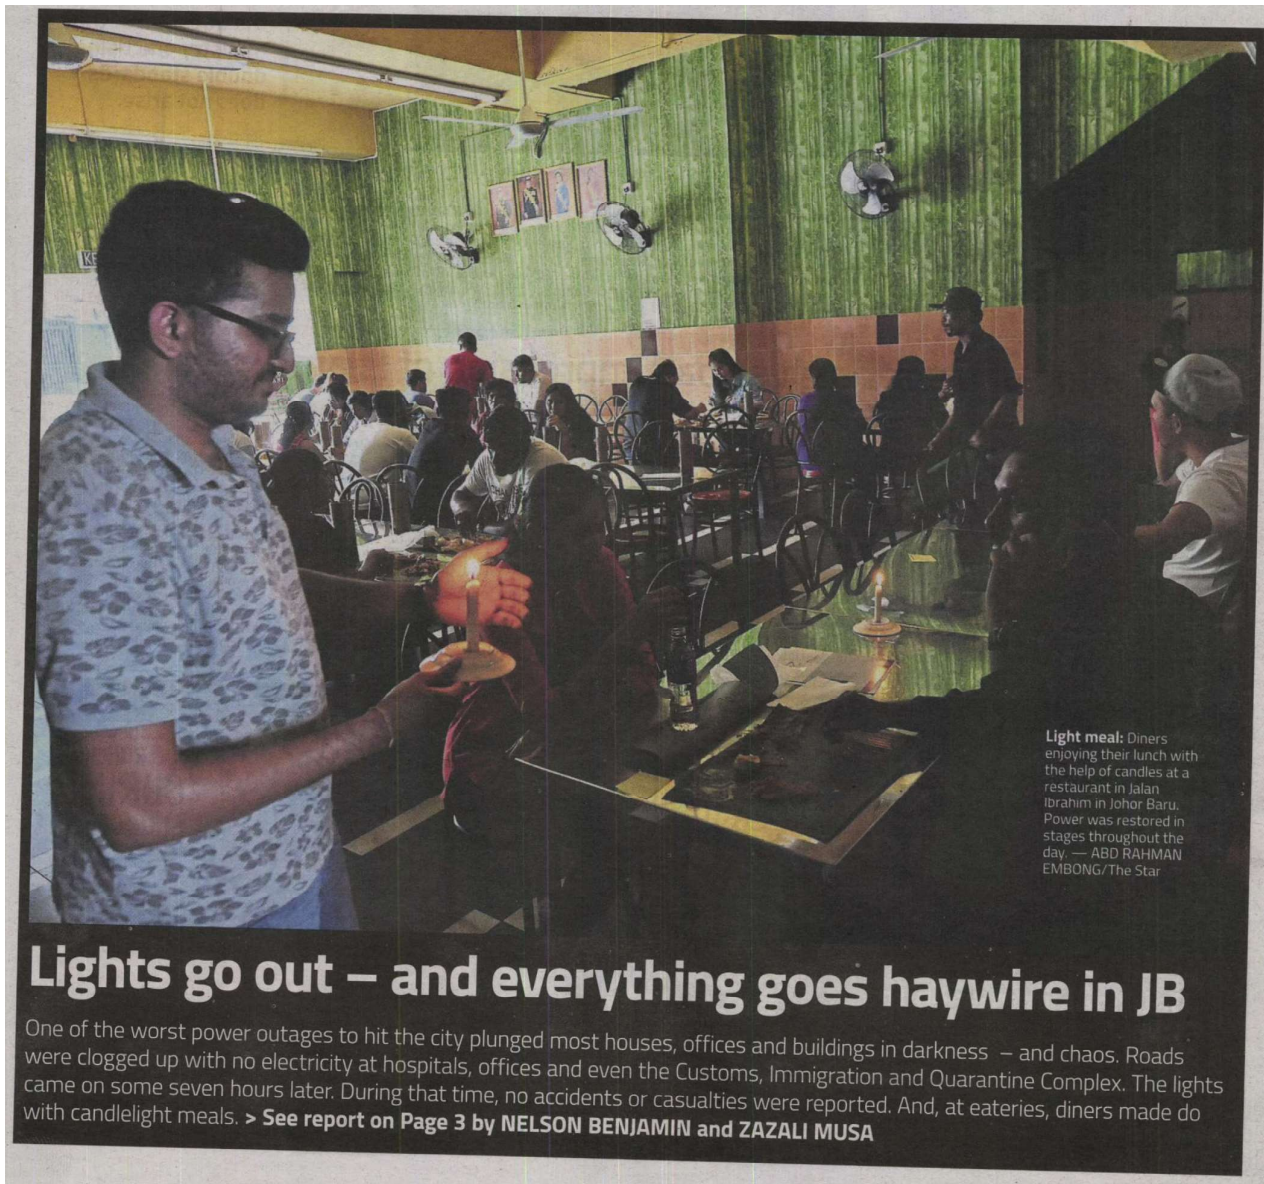 KE
Light meal: Diners
enjoying their lunch with
the help of candles at a
restaurant in Jalan
Ibrahim in Johor Baru.
Power was restored in
stages throughout the
day. — ABD RAHMAN
EMBONG/The Star
Lights go out – and everything goes haywire in JB
One of the worst power outages to hit the city plunged most houses, offices and buildings in darkness – and chaos. Roads
were clogged up with no electricity at hospitals, offices and even the Customs, Immigration and Quarantine Complex. The lights
came on some seven hours later. During that time, no accidents or casualties were reported. And, at eateries, diners made do
with candlelight meals. > See report on Page 3 by NELSON BENJAMIN and ZAZALI MUSA